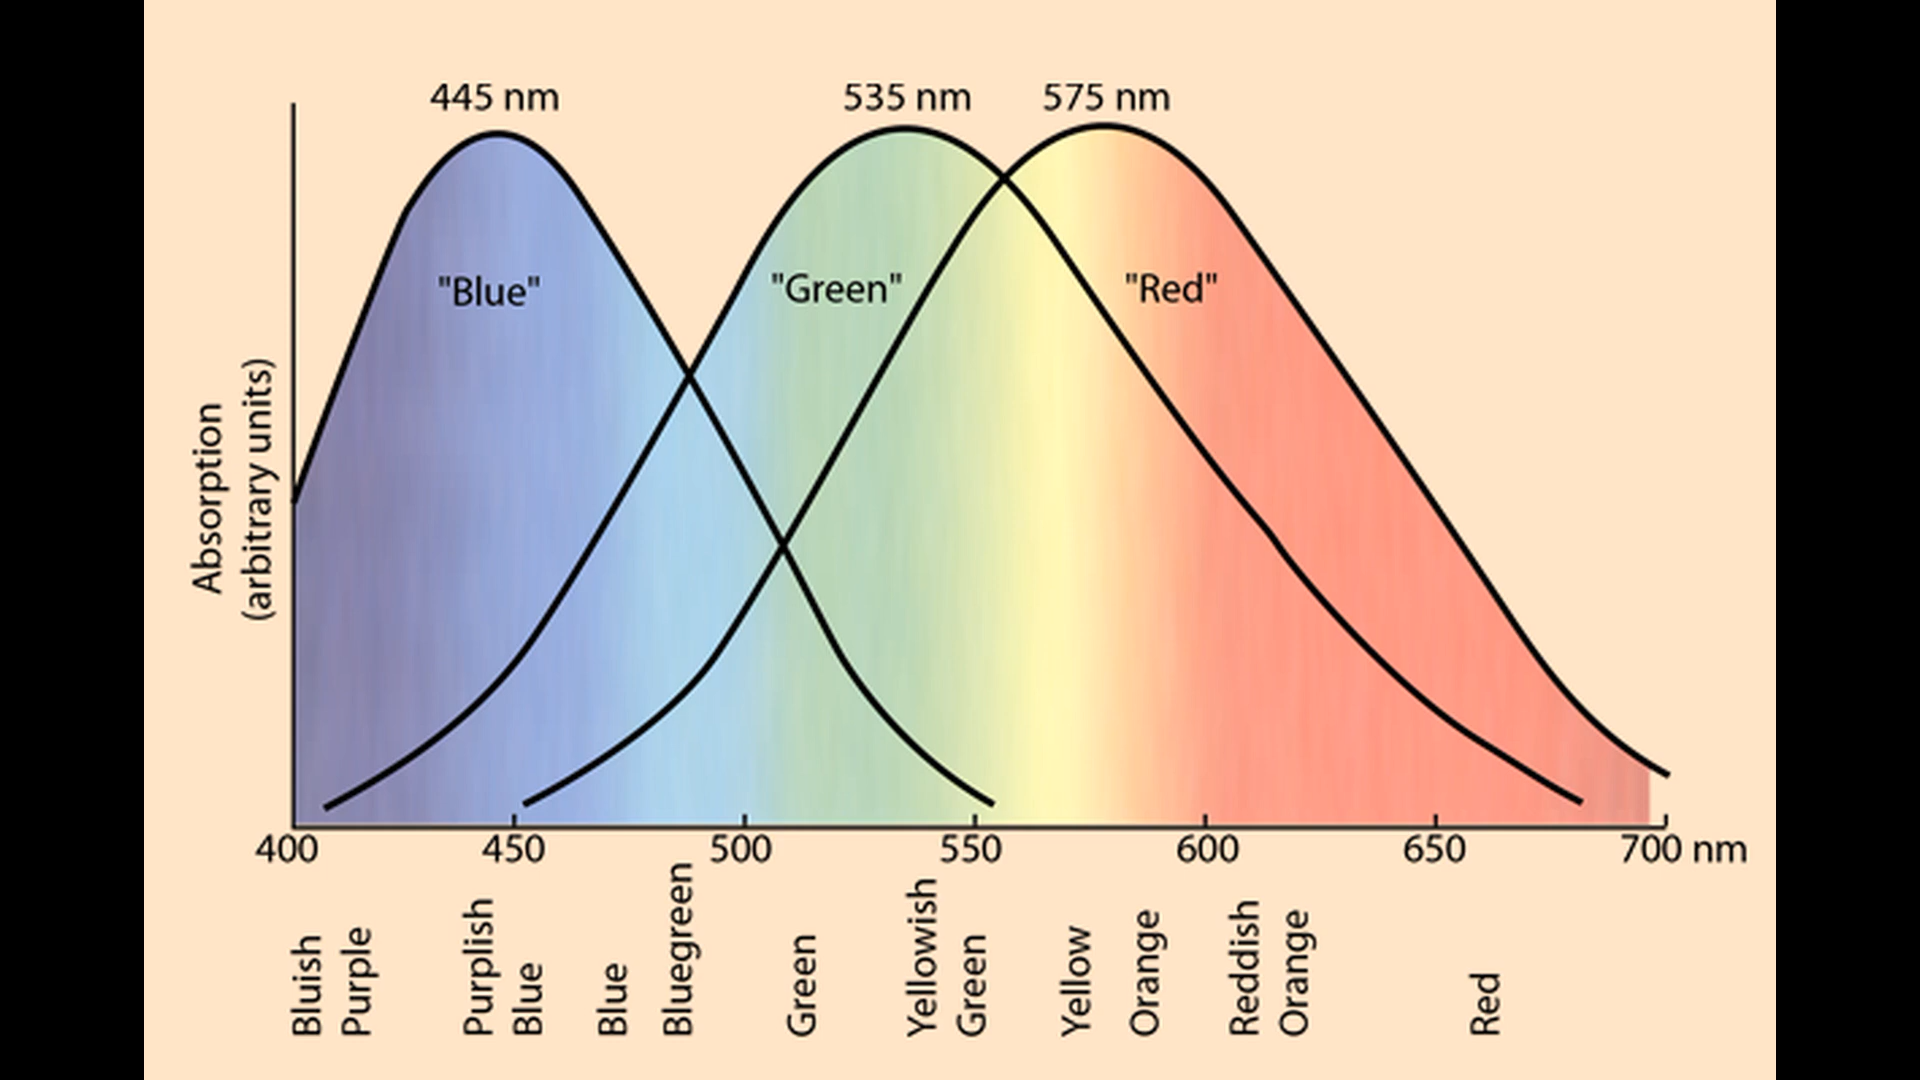 445 nm
535 nm
575 nm
"Blue"
"Green"
"Red"
Absorption
(arbitrary units)
400
450
500
550
600
650
700 nm
Bluish
Purple
Purplish
Blue
Blue
Bluegreen
Green
Yellowish
Green
Yellow
Orange
Reddish
Orange
Red